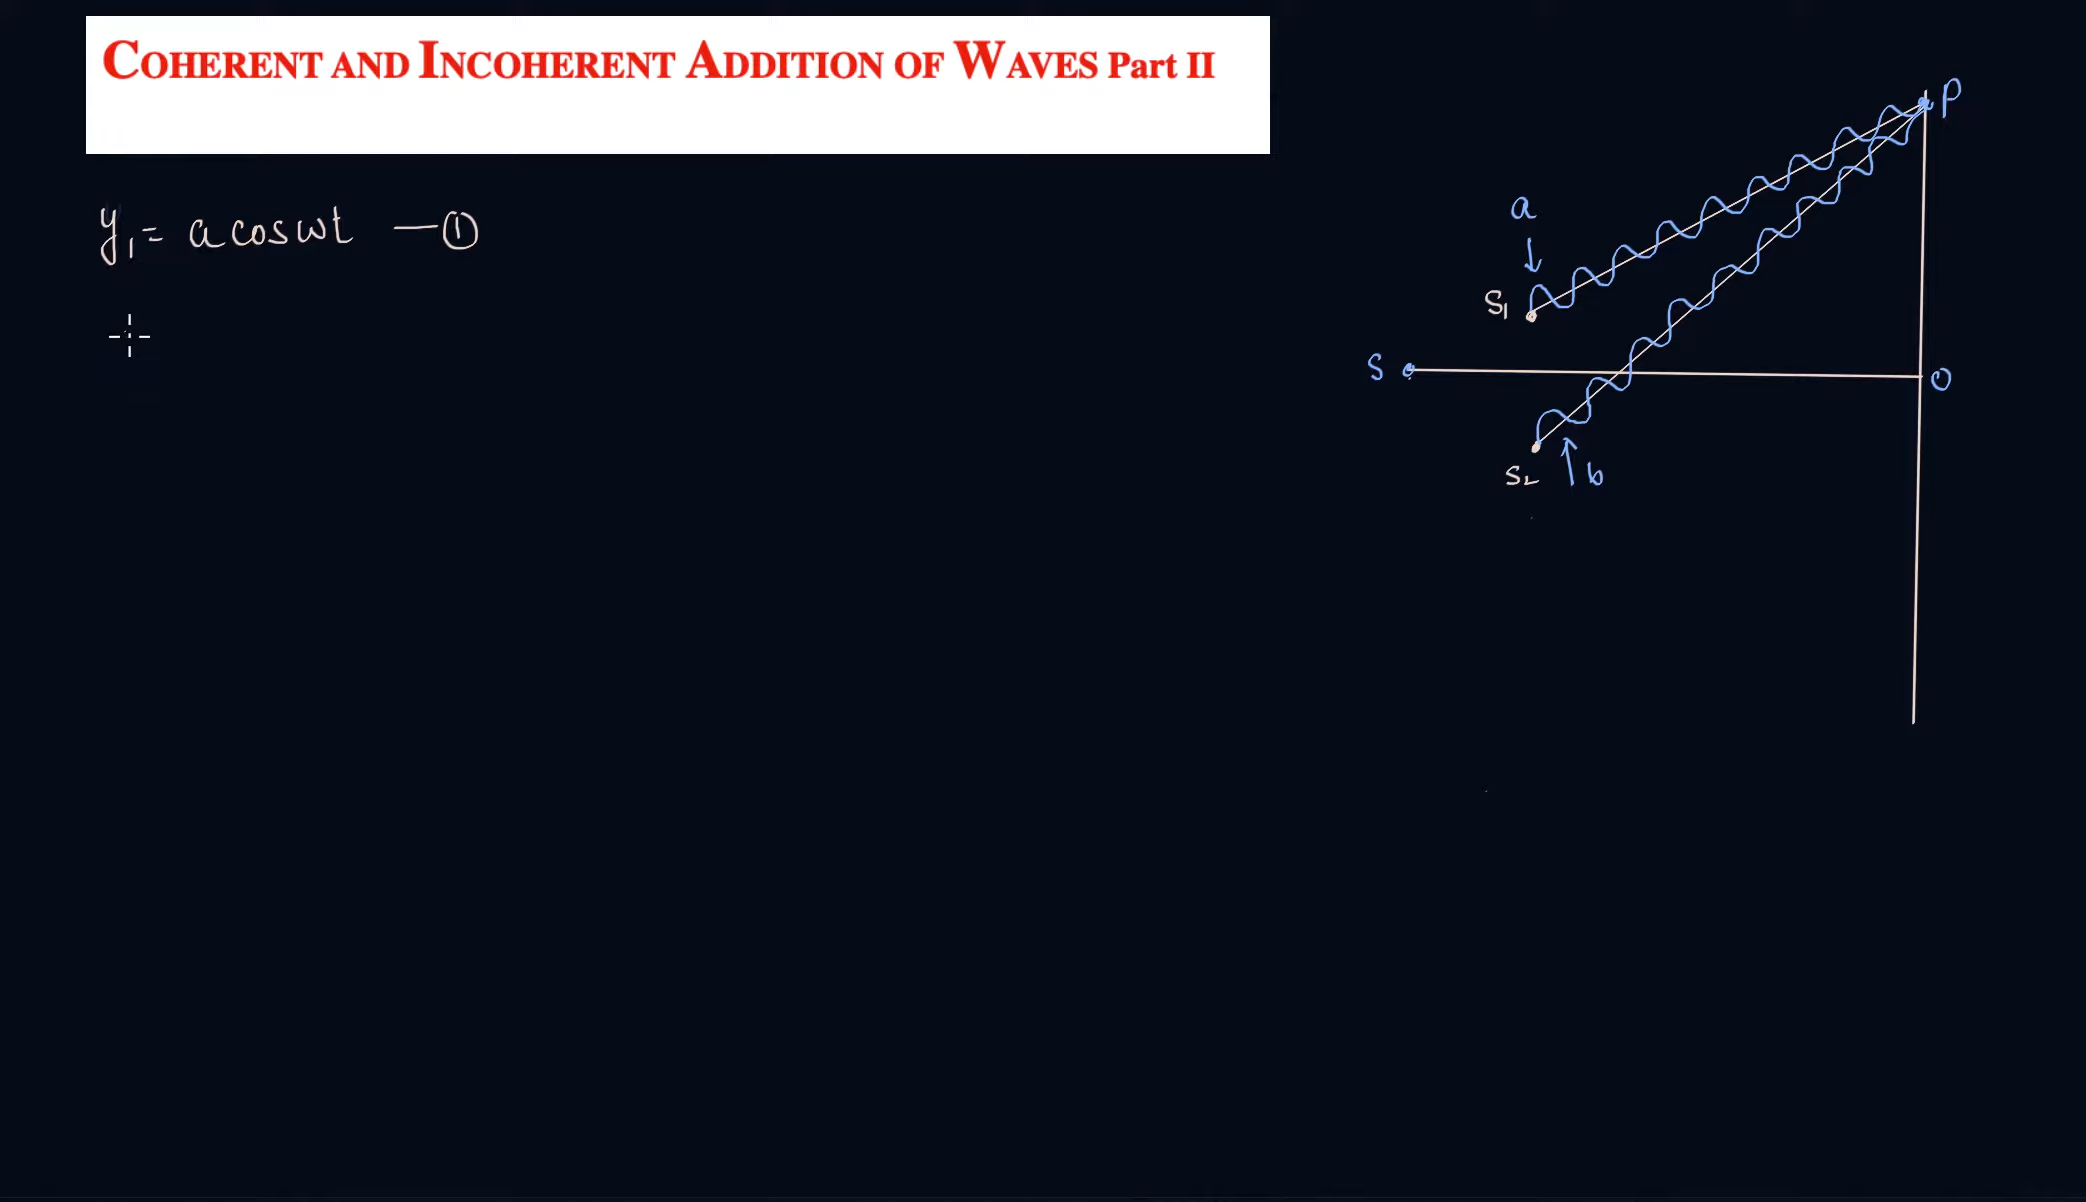 COHERENT AND INCOHERENT ADDITION OF WAVES Part II
y₁ = a cos ωt — ①
P
a
S₁
S
O
S₂
b